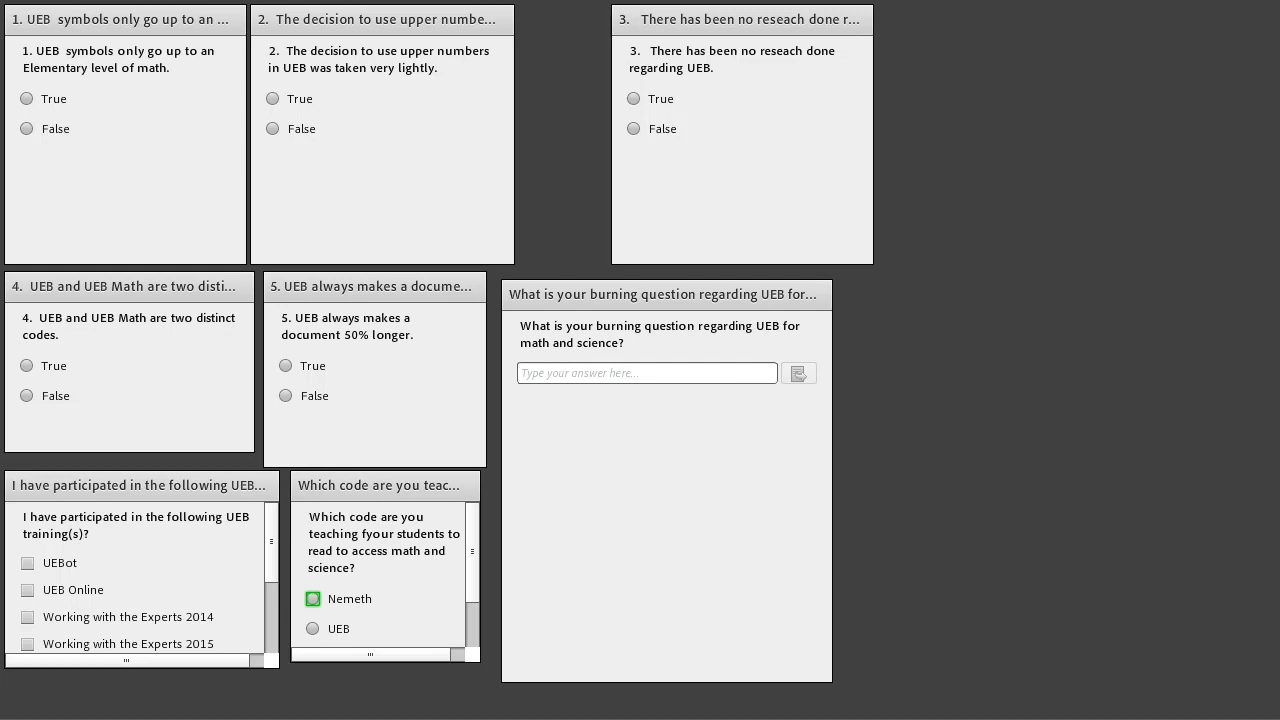 1. UEB  symbols only go up to an ...
1. UEB  symbols only go up to an
Elementary level of math.
True
False
2.  The decision to use upper numbe...
2.  The decision to use upper numbers
in UEB was taken very lightly.
True
False
3.   There has been no reseach done r...
3.   There has been no reseach done
regarding UEB.
True
False
4.  UEB and UEB Math are two disti...
4.  UEB and UEB Math are two distinct
codes.
True
False
5. UEB always makes a docume...
5. UEB always makes a
document 50% longer.
True
False
What is your burning question regarding UEB for...
What is your burning question regarding UEB for
math and science?
Type your answer here...
I have participated in the following UEB...
I have participated in the following UEB
training(s)?
UEBot
UEB Online
Working with the Experts 2014
Working with the Experts 2015
Which code are you teac...
Which code are you
teaching fyour students to
read to access math and
science?
Nemeth
UEB